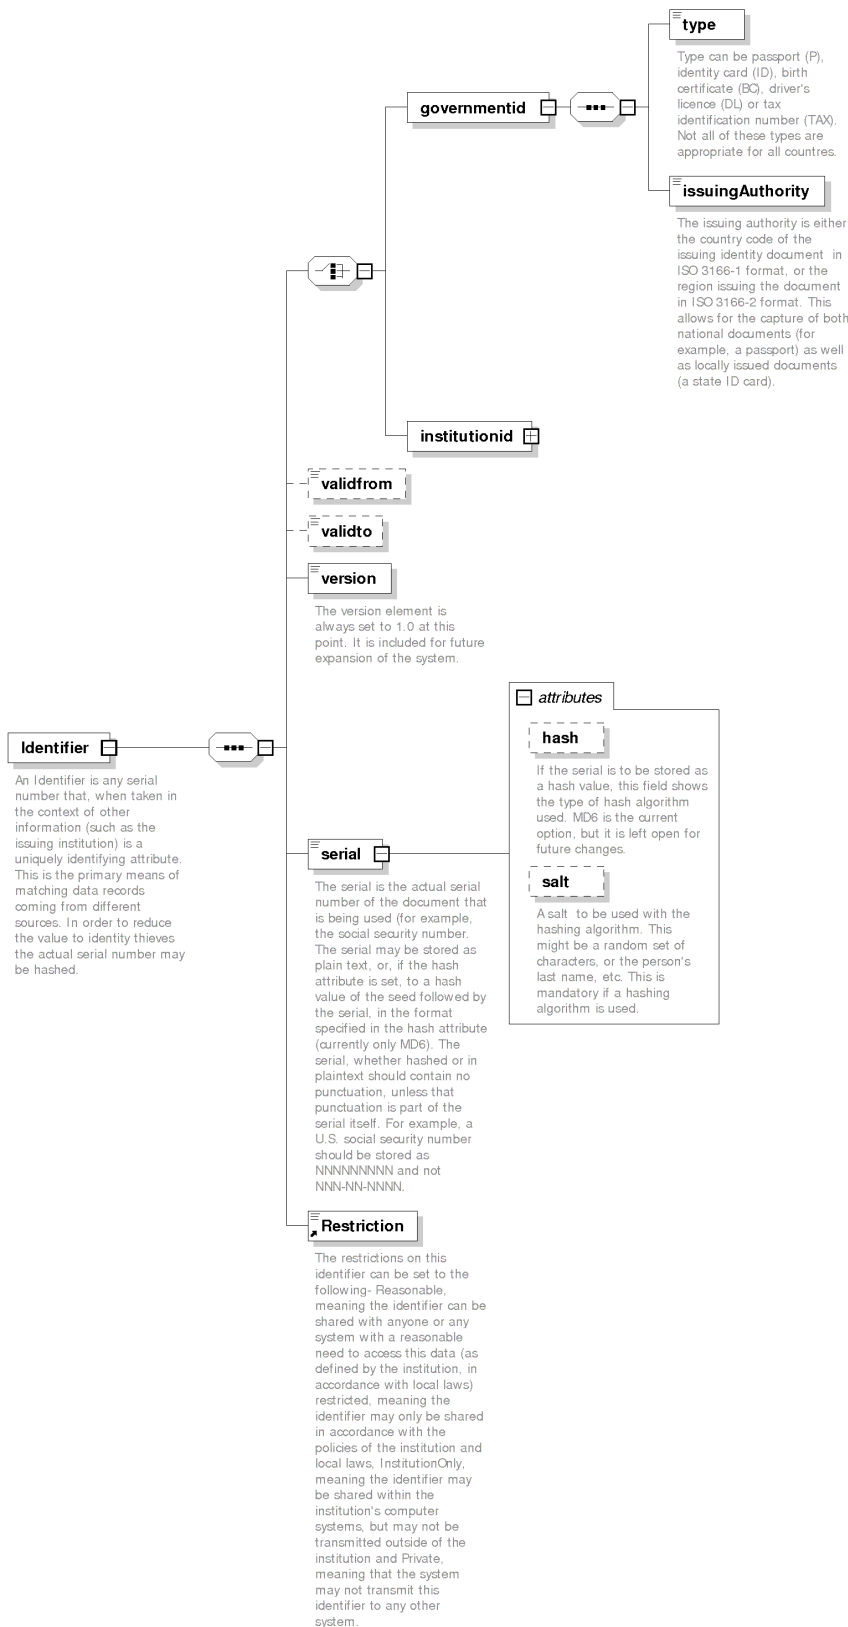 type
Type can be passport (P),
identity card (ID), birth
certificate (BC), driver's
licence (DL) or tax
identification number (TAX).
Not all of these types are
appropriate for all countres.
governmentid
issuingAuthority
The issuing authority is either
the country code of the
issuing identity document in
ISO 3166-1 format, or the
region issuing the document
in ISO 3166-2 format. This
allows for the capture of both
national documents (for
example, a passport) as well
as locally issued documents
(a state ID card).
institutionid
validfrom
validto
version
The version element is
always set to 1.0 at this
point. It is included for future
expansion of the system.
Identifier
An Identifier is any serial
number that, when taken in
the context of other
information (such as the
issuing institution) is a
uniquely identifying attribute.
This is the primary means of
matching data records
coming from different
sources. In order to reduce
the value to identity thieves
the actual serial number may
be hashed.
attributes
hash
If the serial is to be stored as
a hash value, this field shows
the type of hash algorithm
used. MD6 is the current
option, but it is left open for
future changes.
salt
A salt to be used with the
hashing algorithm. This
might be a random set of
characters, or the person's
last name, etc. This is
mandatory if a hashing
algorithm is used.
serial
The serial is the actual serial
number of the document that
is being used (for example,
the social security number.
The serial may be stored as
plain text, or, if the hash
attribute is set, to a hash
value of the seed followed by
the serial, in the format
specified in the hash attribute
(currently only MD6). The
serial, whether hashed or in
plaintext should contain no
punctuation, unless that
punctuation is part of the
serial itself. For example, a
U.S. social security number
should be stored as
NNNNNNNNN and not
NNN-NN-NNNN.
Restriction
The restrictions on this
identifier can be set to the
following- Reasonable,
meaning the identifier can be
shared with anyone or any
system with a reasonable
need to access this data (as
defined by the institution, in
accordance with local laws)
restricted, meaning the
identifier may only be shared
in accordance with the
policies of the institution and
local laws, InstitutionOnly,
meaning the identifier may
be shared within the
institution's computer
systems, but may not be
transmitted outside of the
institution and Private,
meaning that the system
may not transmit this
identifier to any other
system.